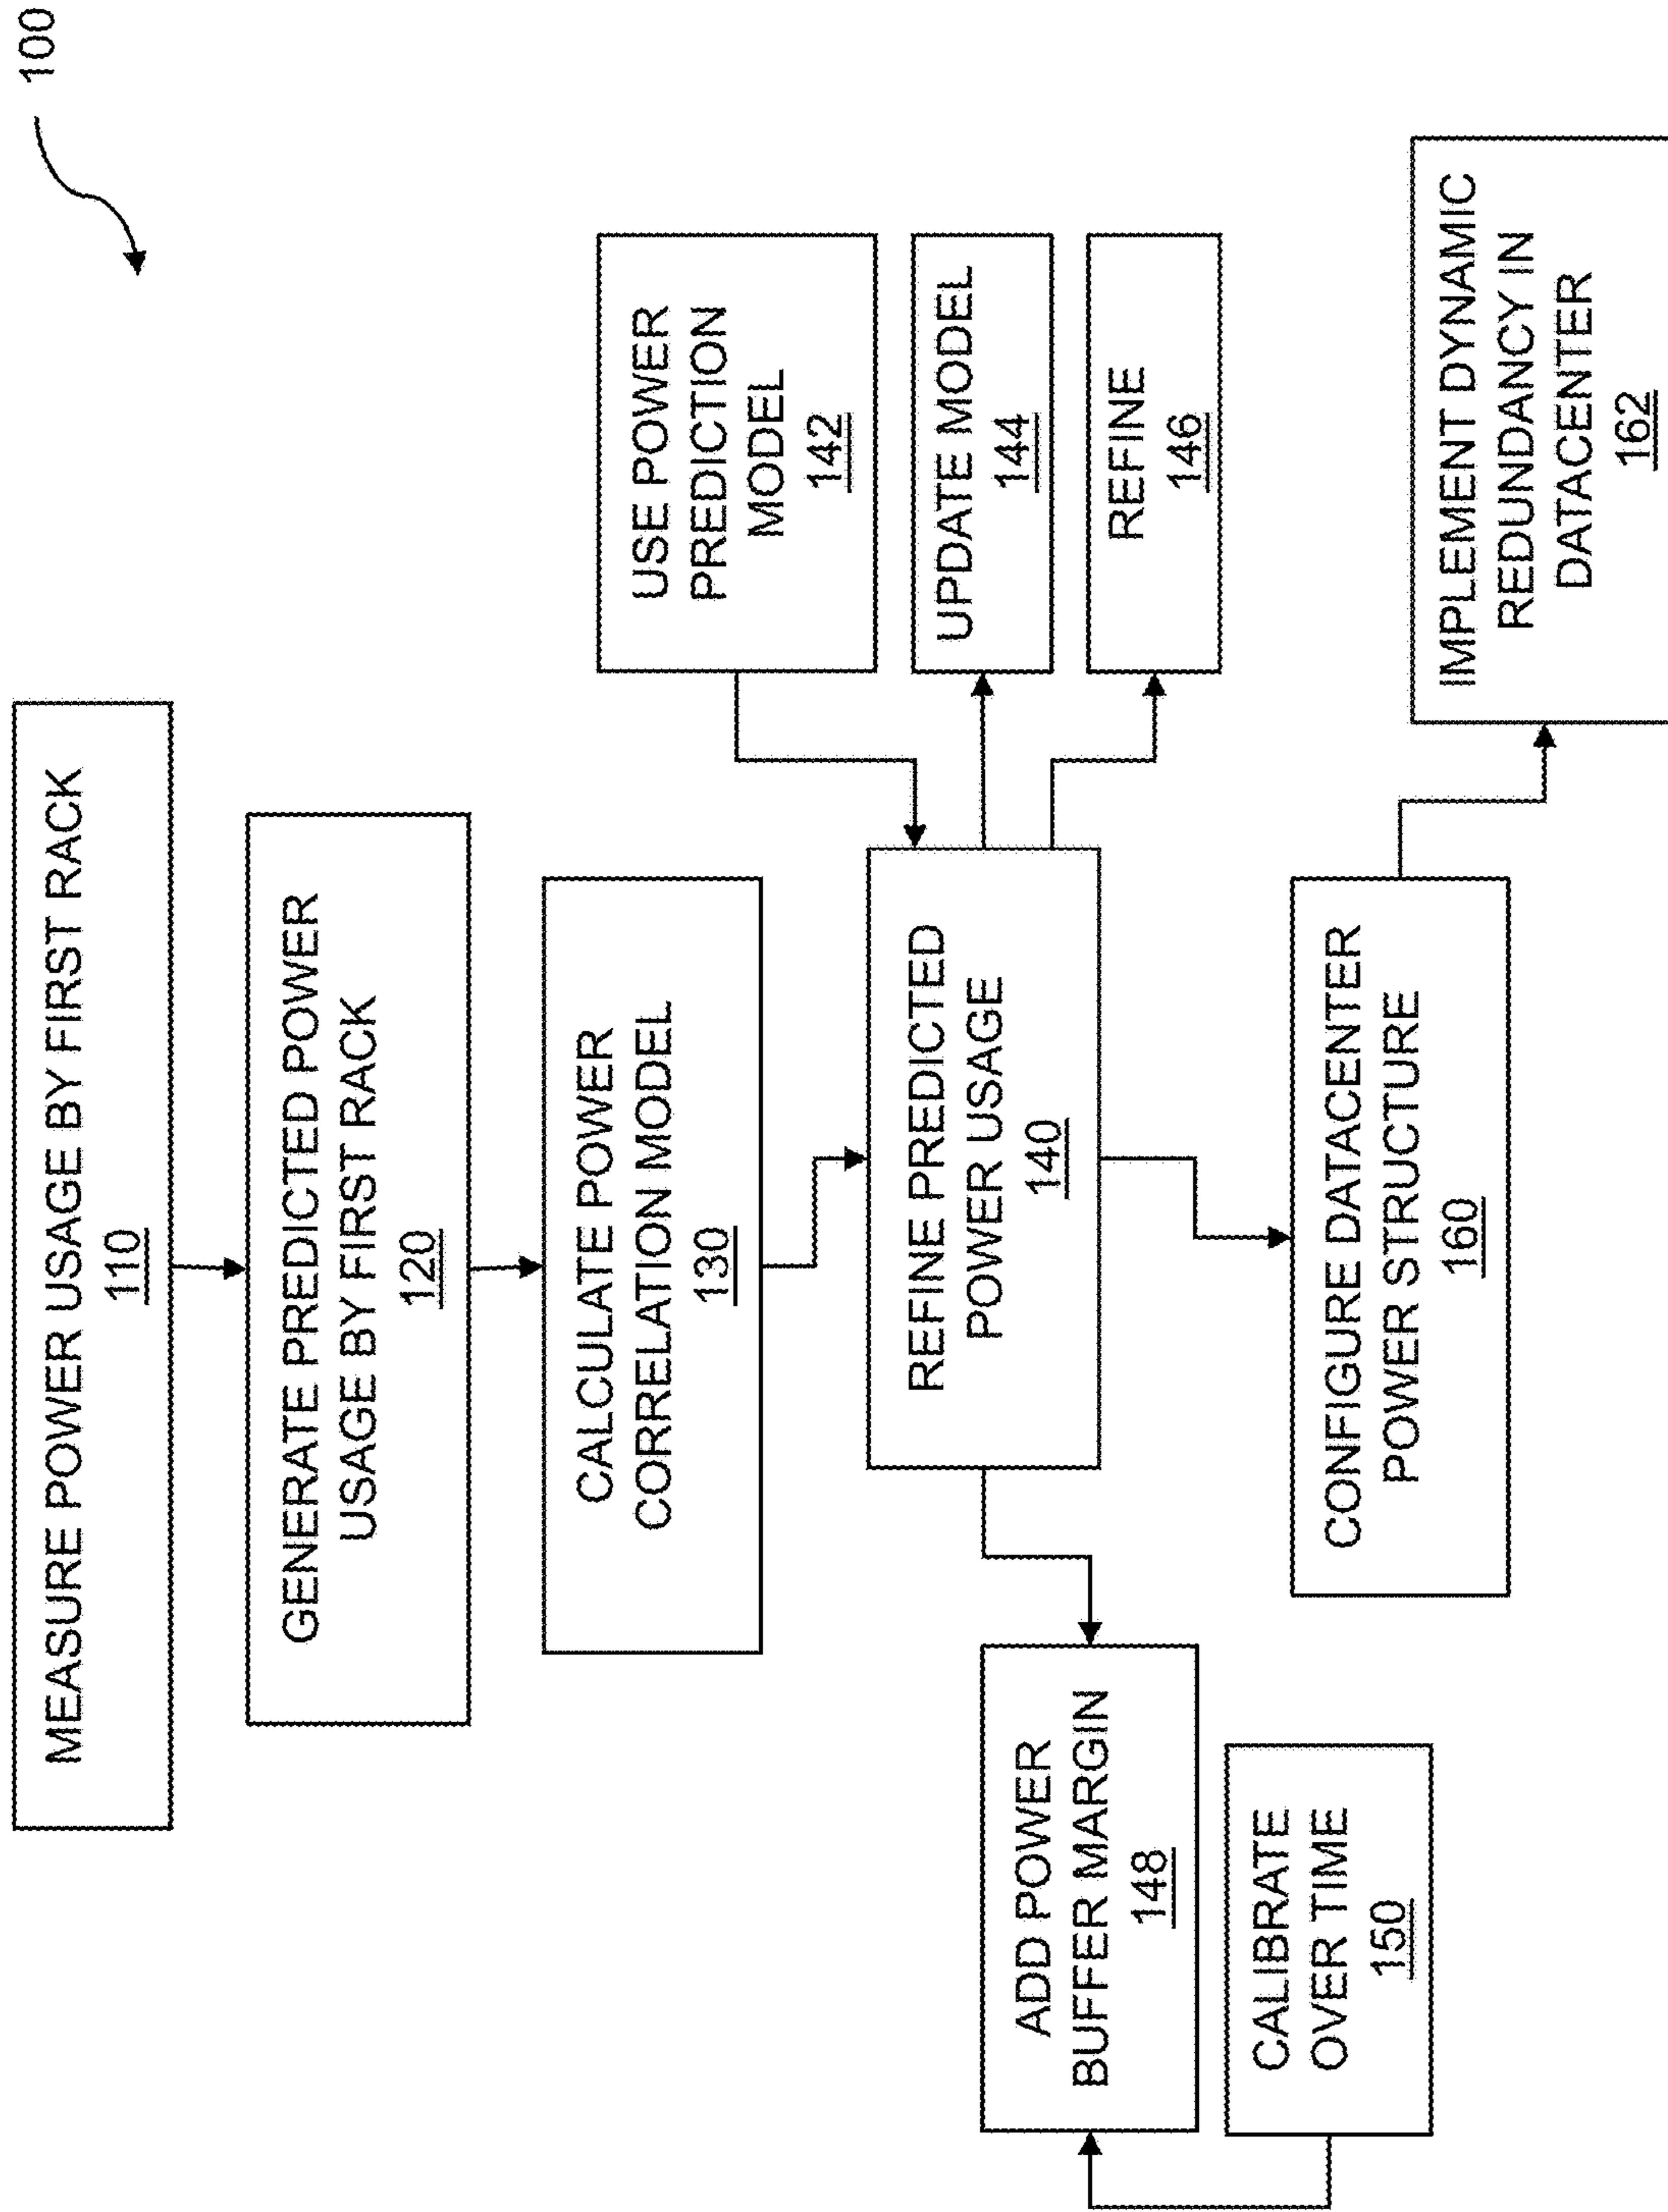 100
MEASURE POWER USAGE BY FIRST RACK
110
GENERATE PREDICTED POWER
USAGE BY FIRST RACK
120
CALCULATE POWER
CORRELATION MODEL
130
REFINE PREDICTED
POWER USAGE
140
USE POWER
PREDICTION
MODEL
142
UPDATE MODEL
144
REFINE
146
ADD POWER
BUFFER MARGIN
148
CALIBRATE
OVER TIME
150
CONFIGURE DATACENTER
POWER STRUCTURE
160
IMPLEMENT DYNAMIC
REDUNDANCY IN
DATACENTER
162